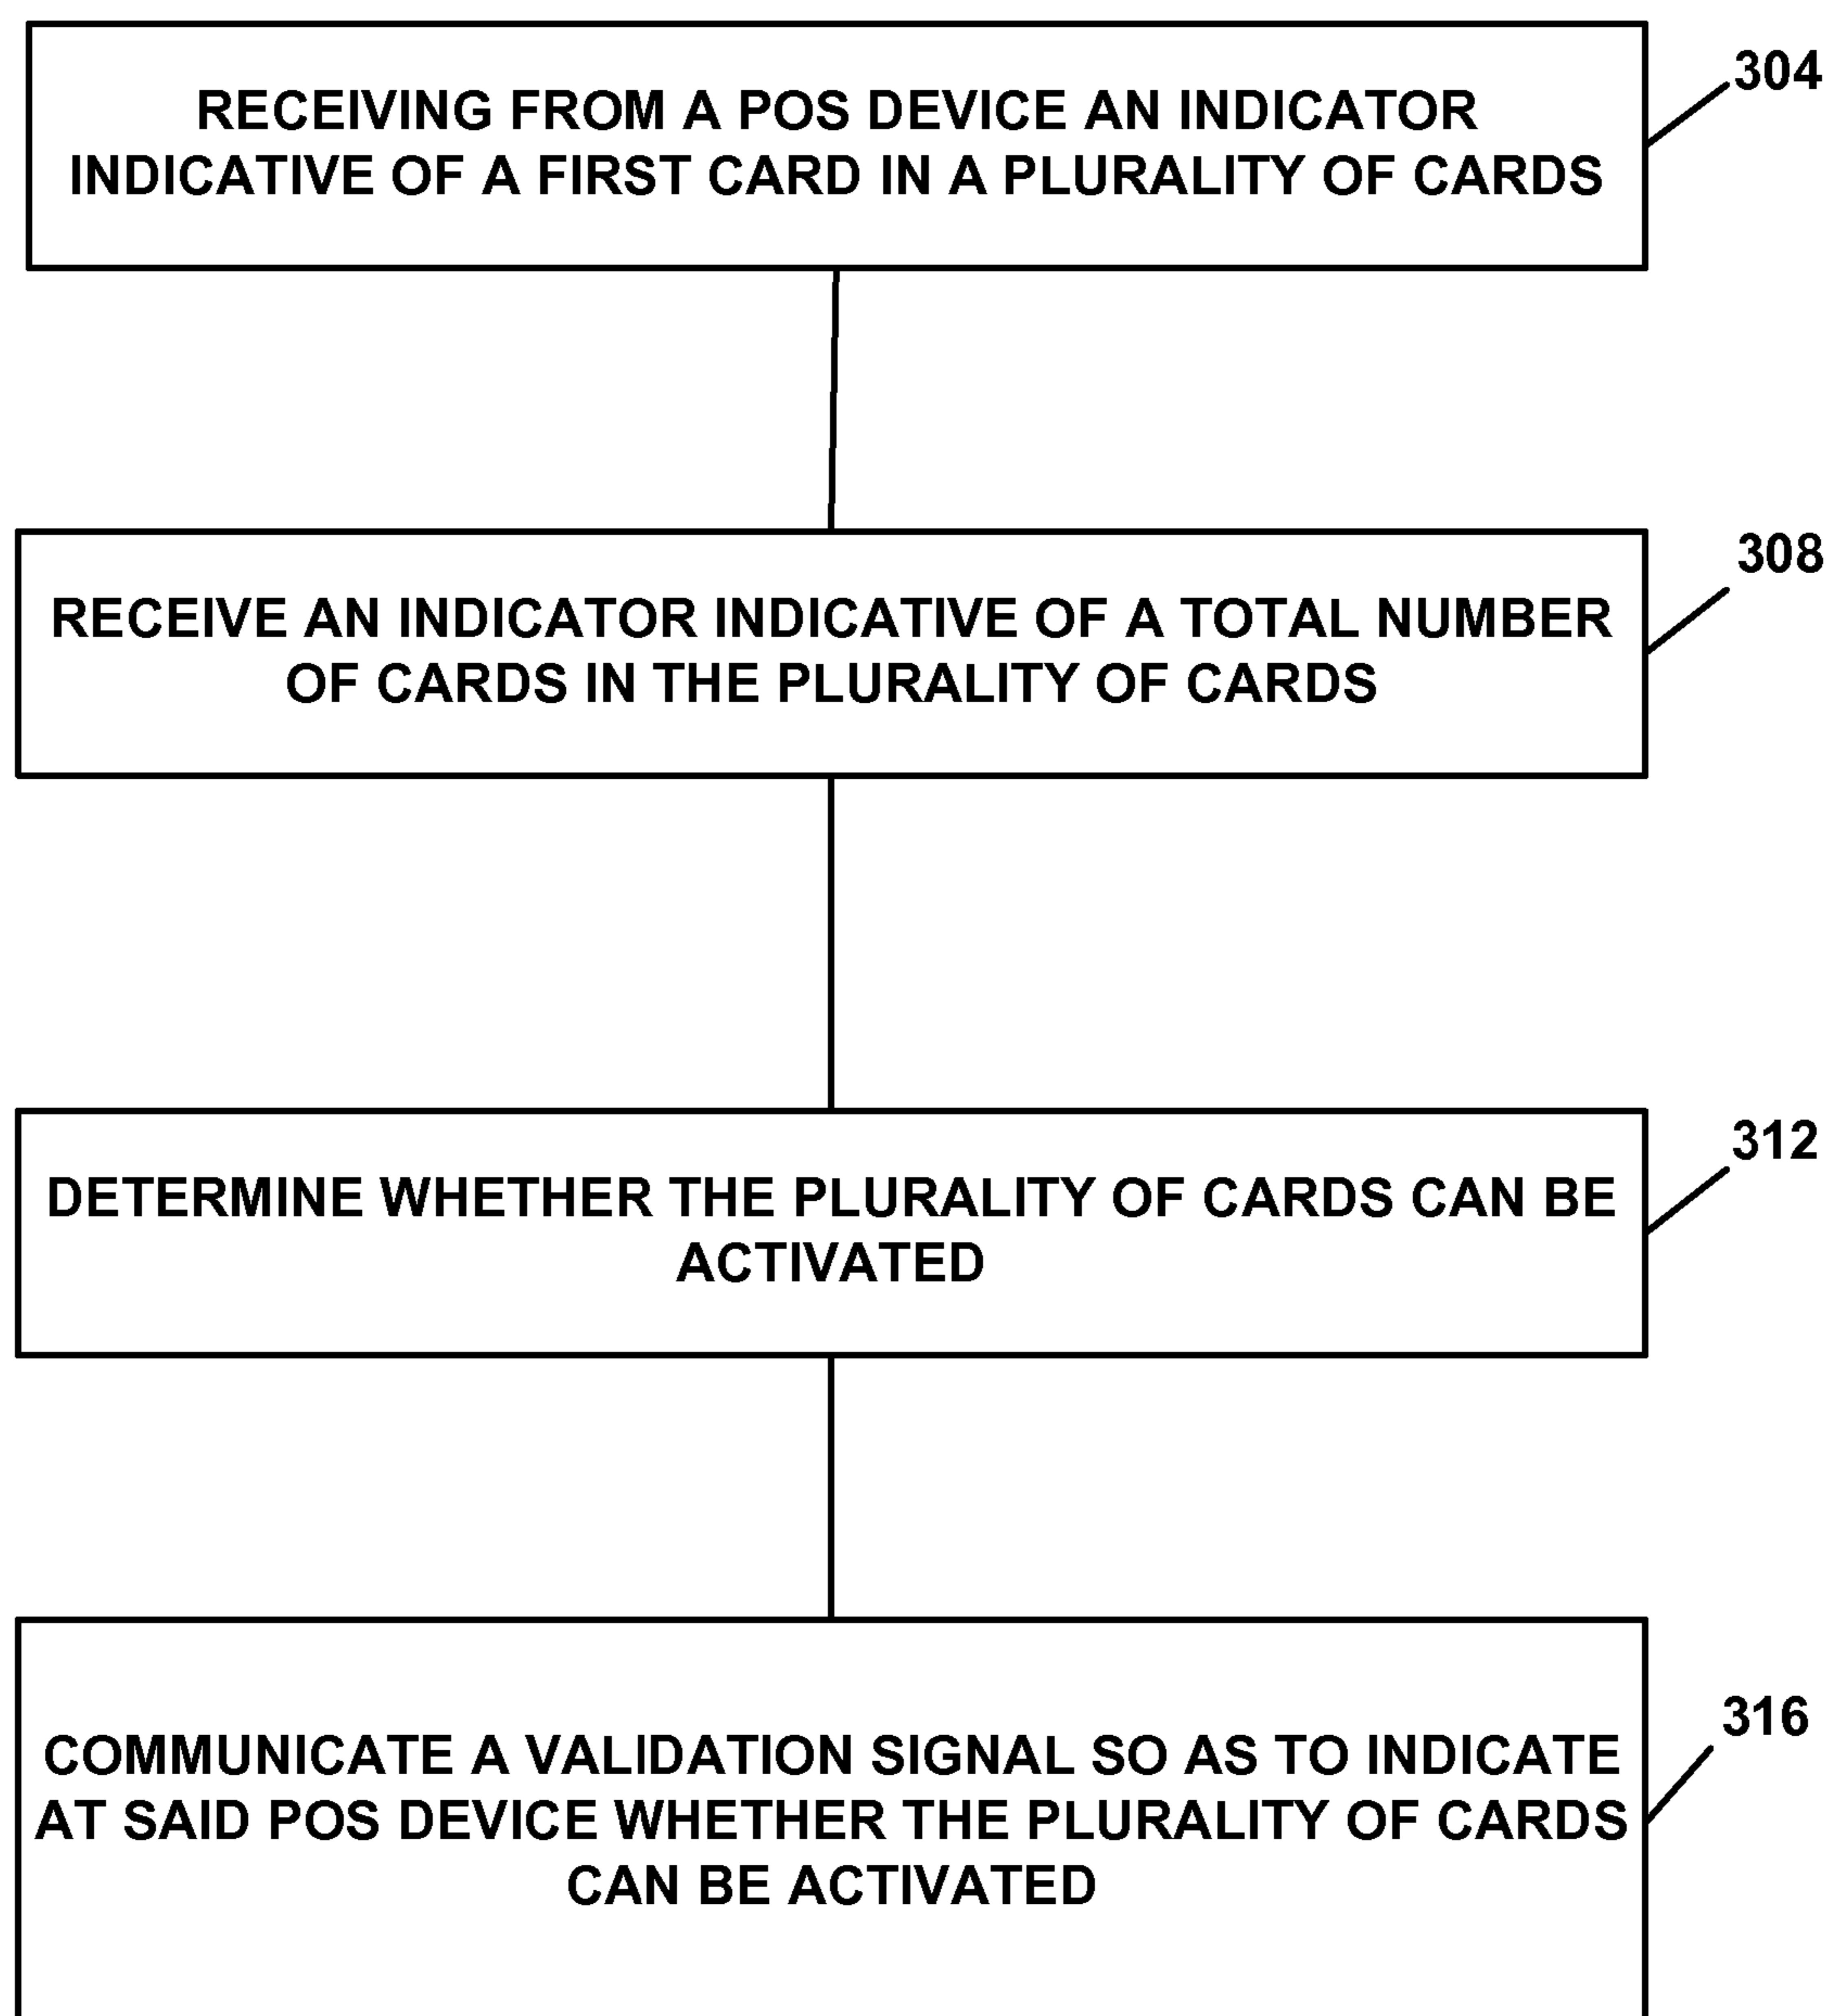 RECEIVING FROM A POS DEVICE AN INDICATOR
INDICATIVE OF A FIRST CARD IN A PLURALITY OF CARDS
304
RECEIVE AN INDICATOR INDICATIVE OF A TOTAL NUMBER
OF CARDS IN THE PLURALITY OF CARDS
308
DETERMINE WHETHER THE PLURALITY OF CARDS CAN BE
ACTIVATED
312
COMMUNICATE A VALIDATION SIGNAL SO AS TO INDICATE
AT SAID POS DEVICE WHETHER THE PLURALITY OF CARDS
CAN BE ACTIVATED
316